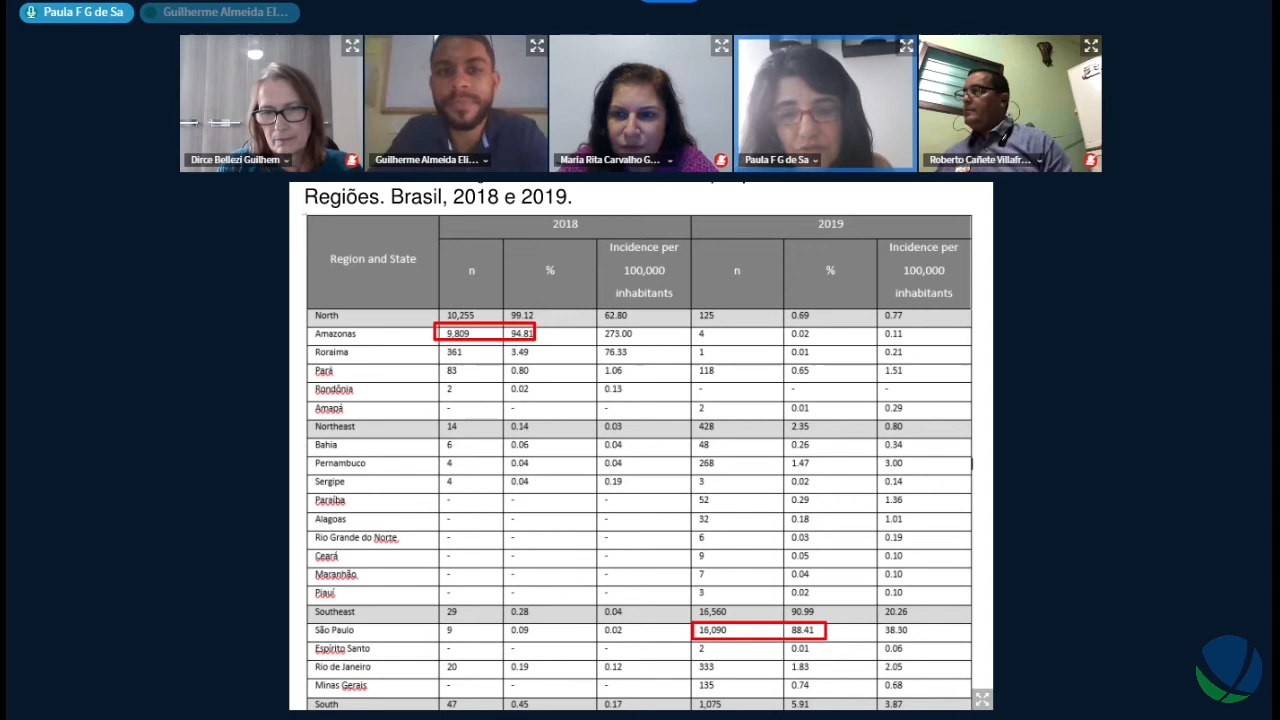 Paula F G de Sa
Guilherme Almeida El...
Dirce Bellezi Guilhem
Guilherme Almeida Eli...
Maria Rita Carvalho G...
Paula F G de Sa
Roberto Cañete Villafr...
Regiões. Brasil, 2018 e 2019.
Region and State 2018 2019
n % Incidence per 100,000 inhabitants n % Incidence per 100,000 inhabitants
North 10,255 99.12 62.80 125 0.69 0.77
Amazonas 9,809 94.81 273.00 4 0.02 0.11
Roraima 361 3.49 76.33 1 0.01 0.21
Pará 83 0.80 1.06 118 0.65 1.51
Rondônia 2 0.02 0.13 - - -
Amapá - - - 2 0.01 0.29
Northeast 14 0.14 0.03 428 2.35 0.80
Bahia 6 0.06 0.04 48 0.26 0.34
Pernambuco 4 0.04 0.04 268 1.47 3.00
Sergipe 4 0.04 0.19 3 0.02 0.14
Paraíba - - - 52 0.29 1.36
Alagoas - - - 32 0.18 1.01
Rio Grande do Norte - - - 6 0.03 0.19
Ceará - - - 9 0.05 0.10
Maranhão - - - 7 0.04 0.10
Piauí - - - 3 0.02 0.10
Southeast 29 0.28 0.04 16,560 90.99 20.26
São Paulo 9 0.09 0.02 16,090 88.41 38.30
Espírito Santo - - - 2 0.01 0.06
Rio de Janeiro 20 0.19 0.12 333 1.83 2.05
Minas Gerais - - - 135 0.74 0.68
South 47 0.45 0.17 1,075 5.91 3.87